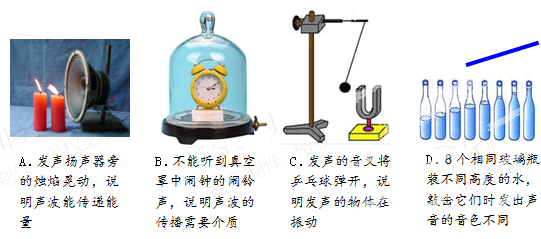 A．发声扬声器旁
的烛焰晃动，说
明声波能传递能
量
B．不能听到真空
罩中闹钟的闹铃
声，说明声波的
传播需要介质
C．发声的音叉将
乒乓球弹开，说
明发声的物体在
振动
D．8个相同玻璃瓶
装不同高度的水，
敲击它们时发出声
音的音色不同